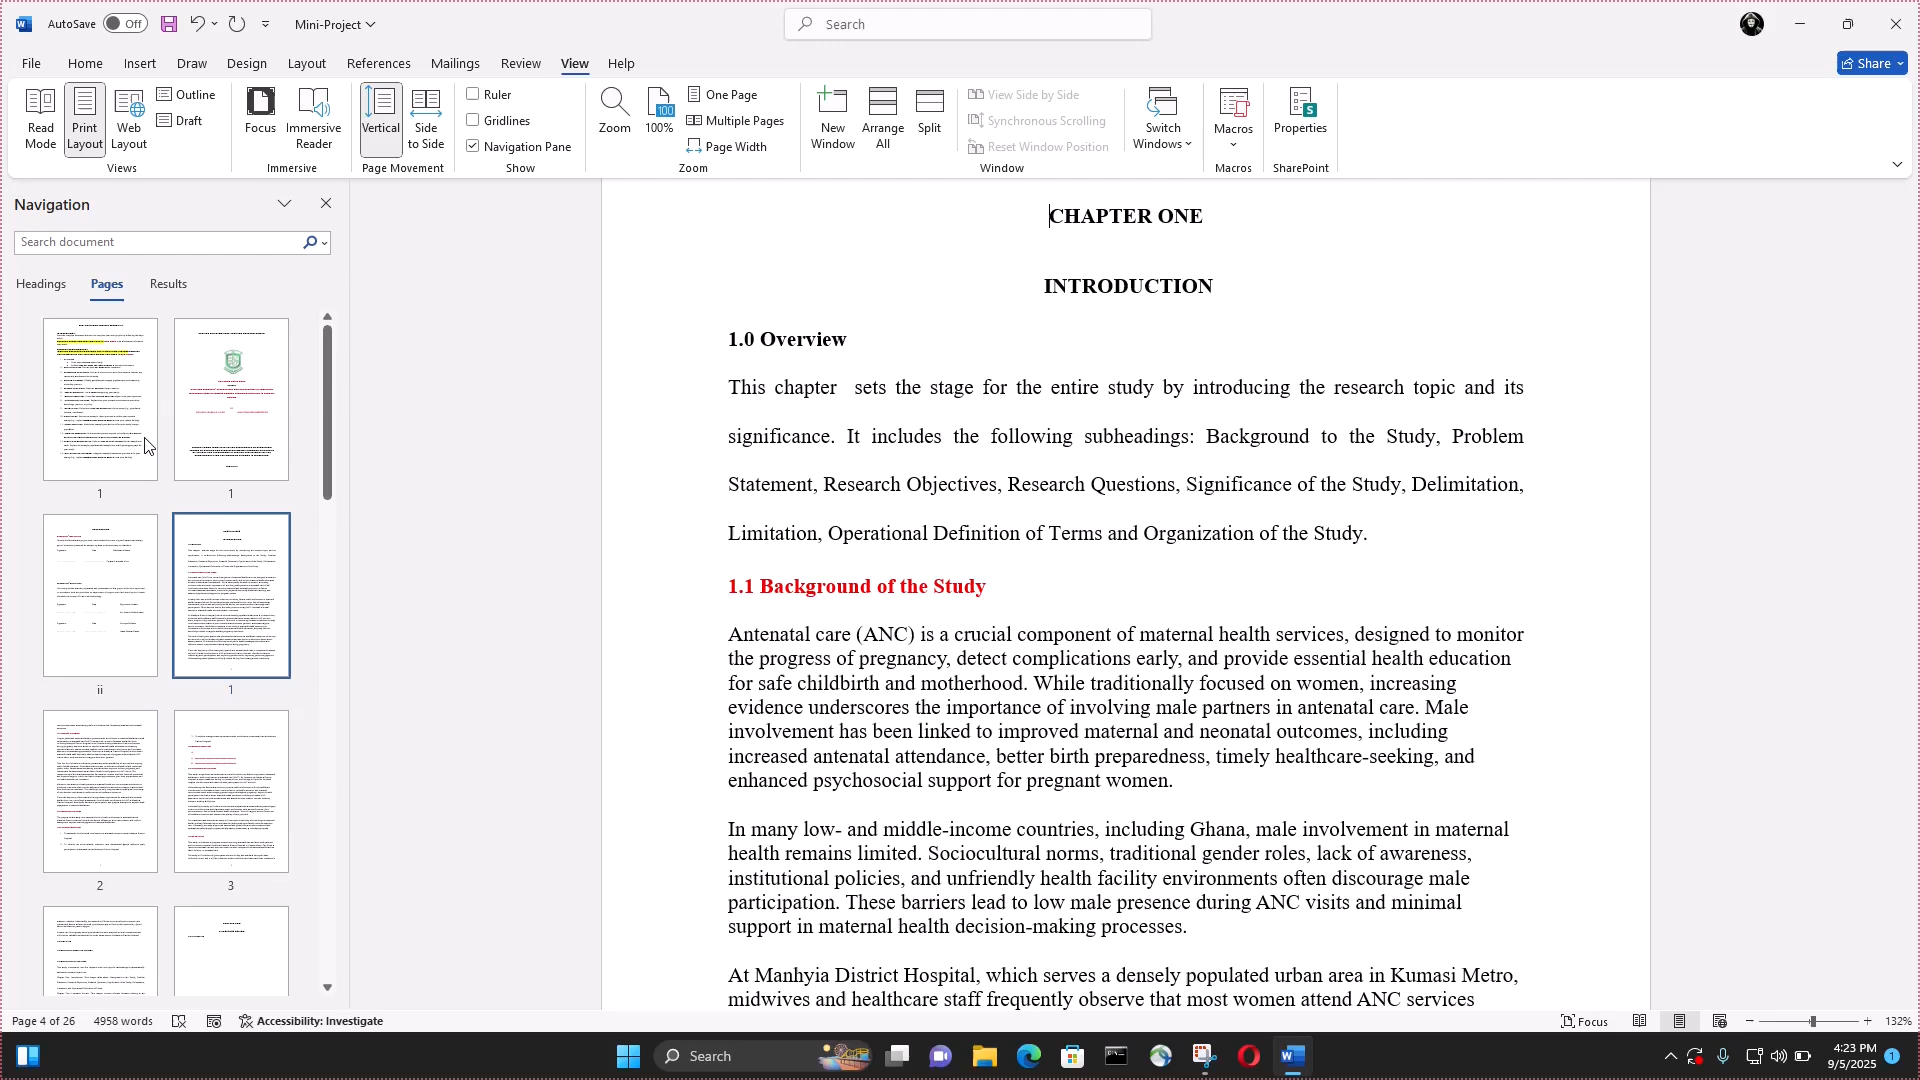 AutoSave Off Mini-Project Search
File Home Insert Draw Design Layout References Mailings Review View Help Share
Read Mode
Print Layout
Web Layout
Outline
Draft
Views
Focus
Immersive Reader
Immersive
Vertical
Side to Side
Page Movement
Ruler
Gridlines
Navigation Pane
Show
Zoom
100
100%
One Page
Multiple Pages
Page Width
Zoom
New Window
Arrange All
Split
View Side by Side
Synchronous Scrolling
Reset Window Position
Window
Switch Windows
Macros
Macros
Properties
SharePoint
Navigation
Search document
Headings Pages Results
1 1
ii 1
2 3
CHAPTER ONE
INTRODUCTION
1.0 Overview
This chapter sets the stage for the entire study by introducing the research topic and its
significance. It includes the following subheadings: Background to the Study, Problem
Statement, Research Objectives, Research Questions, Significance of the Study, Delimitation,
Limitation, Operational Definition of Terms and Organization of the Study.
1.1 Background of the Study
Antenatal care (ANC) is a crucial component of maternal health services, designed to monitor
the progress of pregnancy, detect complications early, and provide essential health education
for safe childbirth and motherhood. While traditionally focused on women, increasing
evidence underscores the importance of involving male partners in antenatal care. Male
involvement has been linked to improved maternal and neonatal outcomes, including
increased antenatal attendance, better birth preparedness, timely healthcare-seeking, and
enhanced psychosocial support for pregnant women.
In many low- and middle-income countries, including Ghana, male involvement in maternal
health remains limited. Sociocultural norms, traditional gender roles, lack of awareness,
institutional policies, and unfriendly health facility environments often discourage male
participation. These barriers lead to low male presence during ANC visits and minimal
support in maternal health decision-making processes.
At Manhyia District Hospital, which serves a densely populated urban area in Kumasi Metro,
midwives and healthcare staff frequently observe that most women attend ANC services
Page 4 of 26 4958 words Accessibility: Investigate Focus 132%
Search
4:23 PM
9/5/2025
1